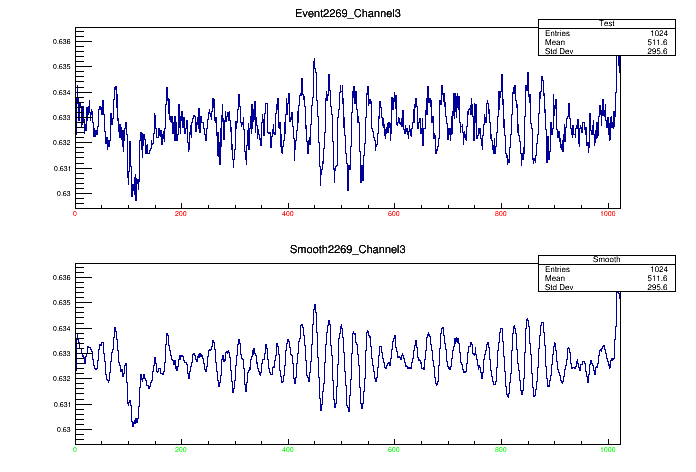 Event2269_Channel3
Test
Entries 1024
Mean 511.6
Std Dev 295.6
0.636
0.635
0.634
0.633
0.632
0.631
0.63
0 200 400 600 800 1000
Smooth2269_Channel3
Smooth
Entries 1024
Mean 511.6
Std Dev 295.6
0.636
0.635
0.634
0.633
0.632
0.631
0.63
0 200 400 600 800 1000